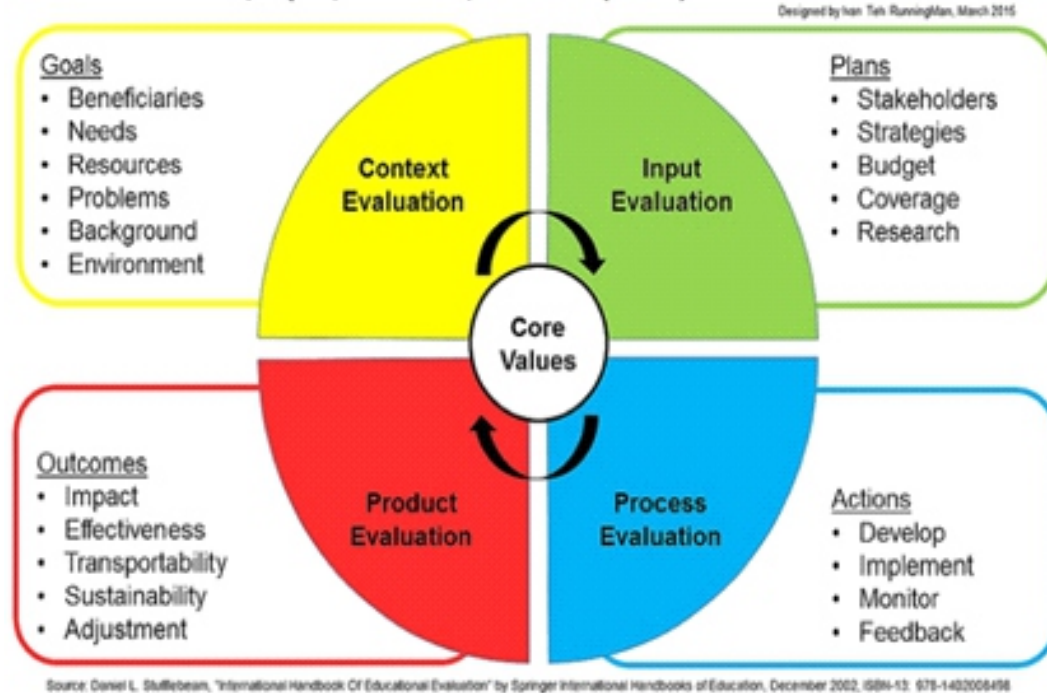 Designed by Ivan Teh RunningMan, March 2015
Goals
• Beneficiaries
• Needs
• Resources
• Problems
• Background
• Environment
Context
Evaluation
Input
Evaluation
Plans
• Stakeholders
• Strategies
• Budget
• Coverage
• Research
Core
Values
Outcomes
• Impact
• Effectiveness
• Transportability
• Sustainability
• Adjustment
Product
Evaluation
Process
Evaluation
Actions
• Develop
• Implement
• Monitor
• Feedback
Source: Daniel L. Stufflebeam, "International Handbook Of Educational Evaluation" by Springer International Handbooks of Education, December 2002, ISBN-13: 978-1402008498